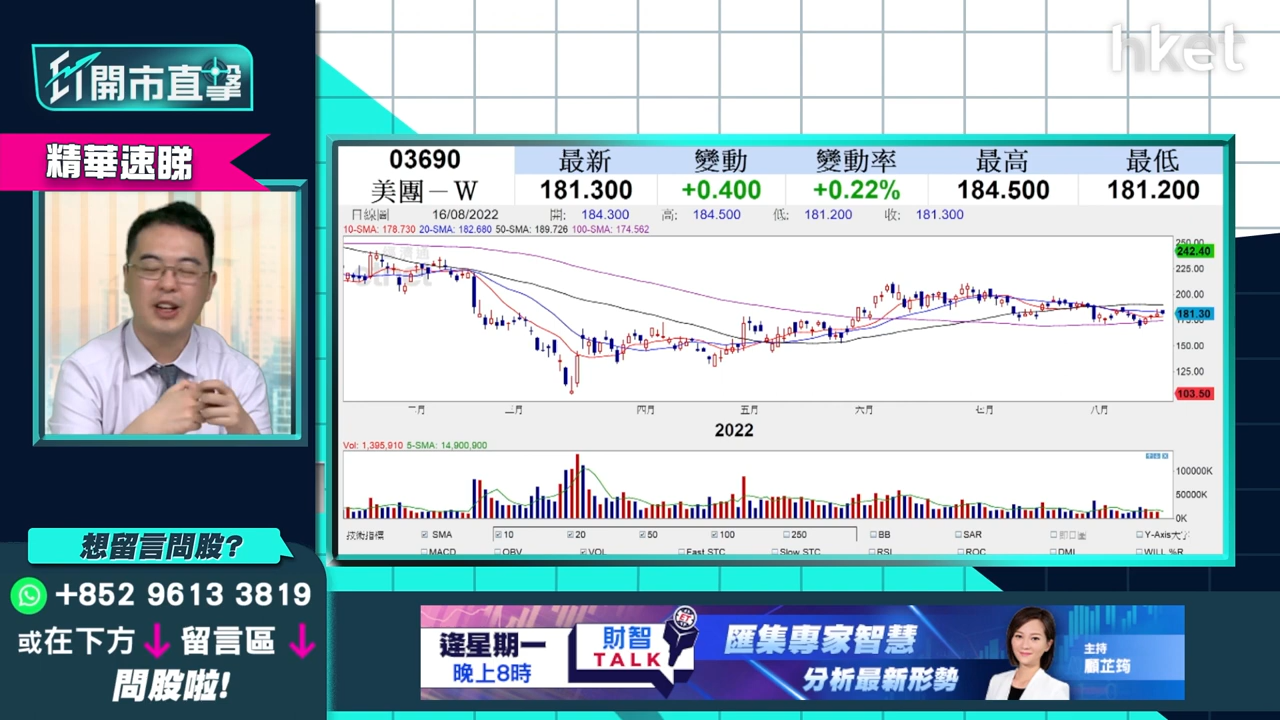 hket
ET開市直擊
精華速睇
03690
美團－W
最新
變動
變動率
最高
最低
181.300
+0.400
+0.22%
184.500
181.200
日線圖 16/08/2022 開: 184.300 高: 184.500 低: 181.200 收: 181.300
10-SMA: 178.730 20-SMA: 182.680 50-SMA: 189.726 100-SMA: 174.562
250.00
242.40
225.00
200.00
181.30
175.00
150.00
125.00
103.50
二月 三月 四月 五月 六月 七月 八月
2022
Vol: 1,395,910 5-SMA: 14,900,900
100000K
50000K
0K
技術指標 SMA 10 20 50 100 250 BB SAR Y-Axis大字
MACD OBV VOL Fast STC Slow STC RSI ROC DMI WILL %R
想留言問股?
+852 9613 3819
或在下方 留言區
問股啦!
逢星期一
晚上8時
財智
TALK
匯集專家智慧
分析最新形勢
主持
顧芷筠